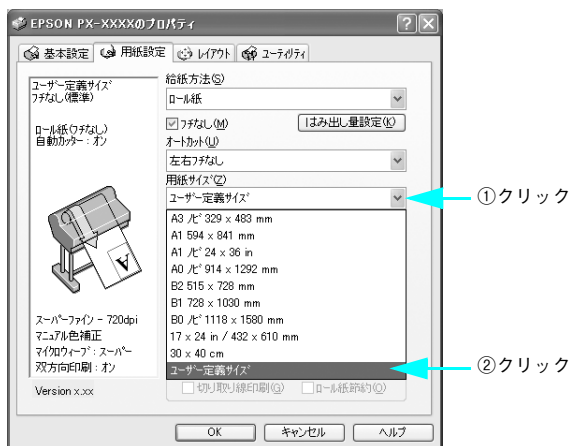 EPSON PX-XXXXのプロパティ
基本設定 用紙設定 レイアウト ユーティリティ
ユーザー定義サイズ
フチなし(標準)
ロール紙(フチなし)
自動カッター:オン
スーパーファイン - 720dpi
マニュアル色補正
マイクロウィーブ:スーパー
双方向印刷:オン
Version x.xx
給紙方法(S)
ロール紙
フチなし(M) はみ出し量設定(K)
オートカット(U)
左右フチなし
用紙サイズ(Z)
ユーザー定義サイズ
①クリック
A3 ノビ 329 x 483 mm
A1 594 x 841 mm
A1 ノビ 24 x 36 in
A0 ノビ 914 x 1292 mm
B2 515 x 728 mm
B1 728 x 1030 mm
B0 ノビ 1118 x 1580 mm
17 x 24 in / 432 x 610 mm
30 x 40 cm
ユーザー定義サイズ
②クリック
切り取り線印刷(G) ロール紙節約(O)
OK キャンセル ヘルプ